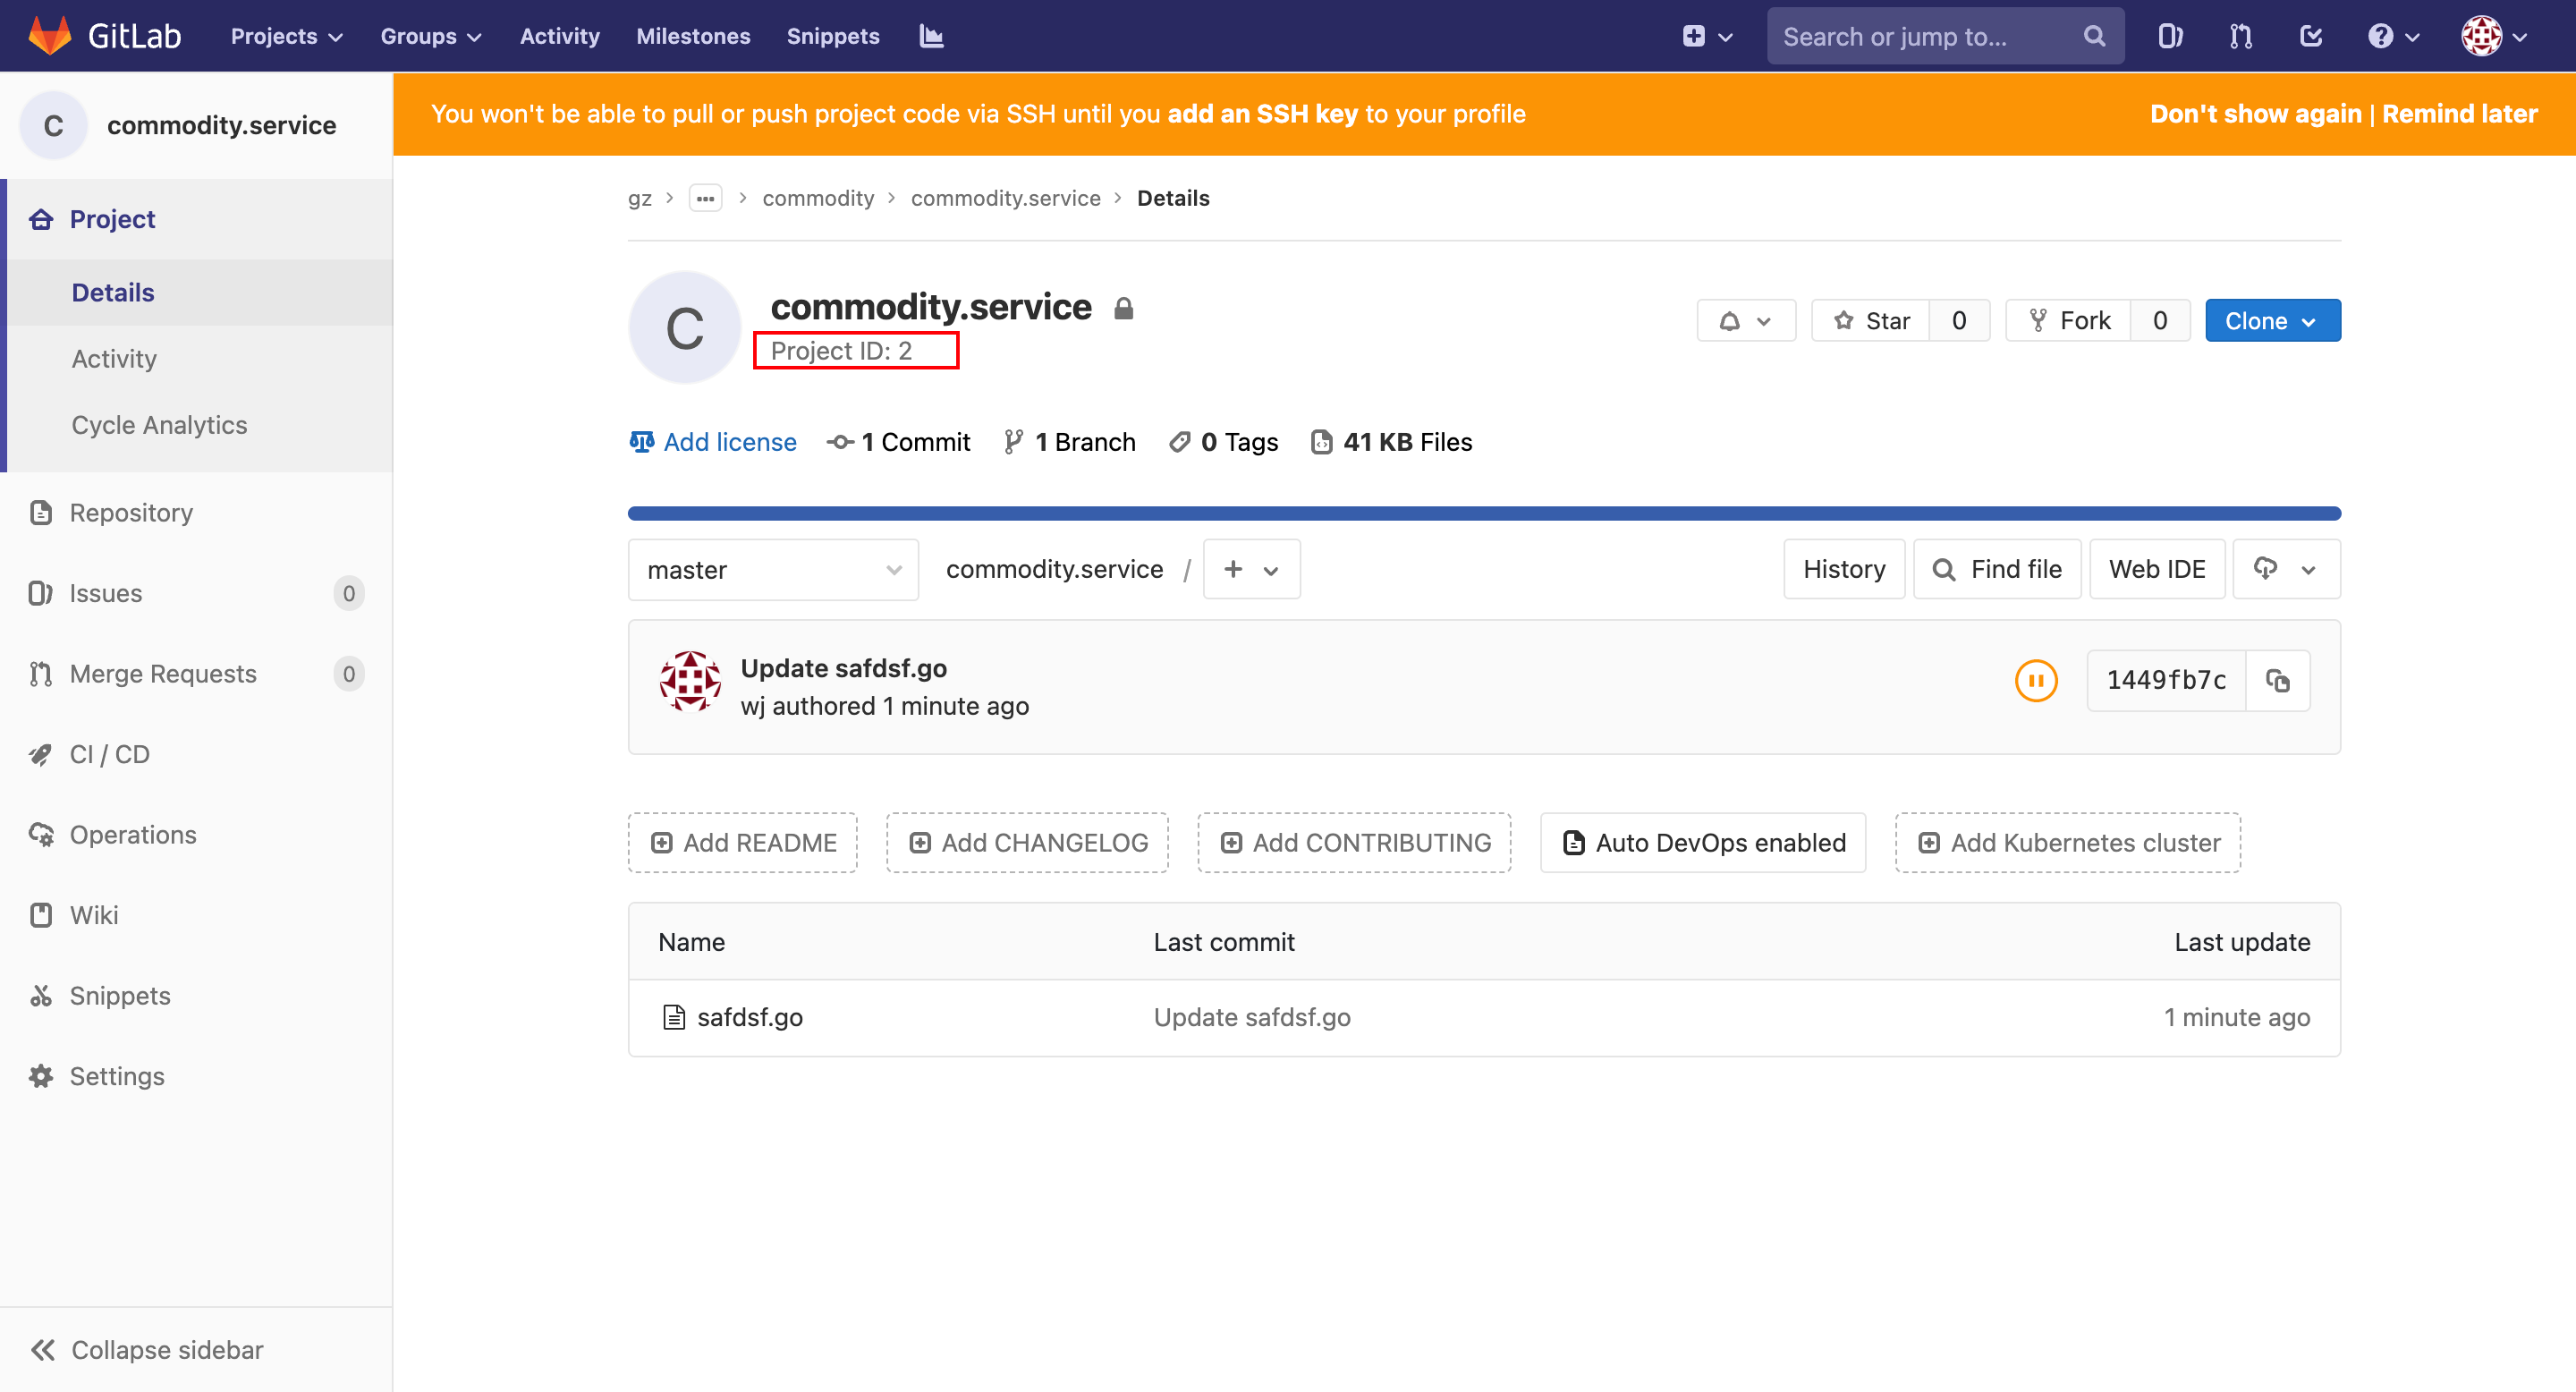 GitLab Projects Groups Activity Milestones Snippets Search or jump to...
C commodity.service
You won't be able to pull or push project code via SSH until you add an SSH key to your profile Don't show again | Remind later
Project
Details
Activity
Cycle Analytics
Repository
Issues 0
Merge Requests 0
CI / CD
Operations
Wiki
Snippets
Settings
Collapse sidebar
gz > ... > commodity > commodity.service > Details
C
commodity.service
Project ID: 2
Star 0 Fork 0 Clone
Add license 1 Commit 1 Branch 0 Tags 41 KB Files
master commodity.service / + History Find file Web IDE
Update safdsf.go
wj authored 1 minute ago
1449fb7c
Add README Add CHANGELOG Add CONTRIBUTING Auto DevOps enabled Add Kubernetes cluster
Name Last commit Last update
safdsf.go Update safdsf.go 1 minute ago